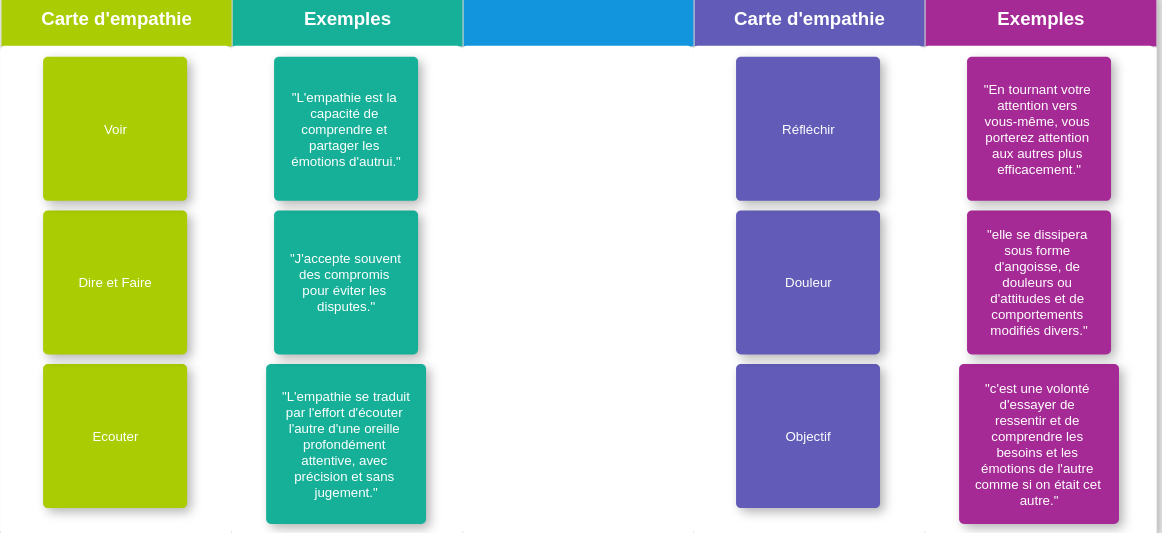 Carte d'empathie
Exemples
Carte d'empathie
Exemples
Voir
"L'empathie est la
capacité de
comprendre et
partager les
émotions d'autrui."
Réfléchir
"En tournant votre
attention vers
vous-même, vous
porterez attention
aux autres plus
efficacement."
Dire et Faire
"J'accepte souvent
des compromis
pour éviter les
disputes."
Douleur
"elle se dissipera
sous forme
d'angoisse, de
douleurs ou
d'attitudes et de
comportements
modifiés divers."
Ecouter
"L'empathie se traduit
par l'effort d'écouter
l'autre d'une oreille
profondément
attentive, avec
précision et sans
jugement."
Objectif
"c'est une volonté
d'essayer de
ressentir et de
comprendre les
besoins et les
émotions de l'autre
comme si on était cet
autre."